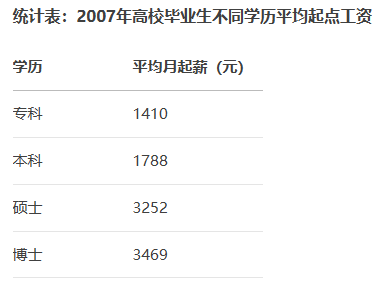 统计表：2007年高校毕业生不同学历平均起点工资
学历 平均月起薪（元）
专科 1410
本科 1788
硕士 3252
博士 3469